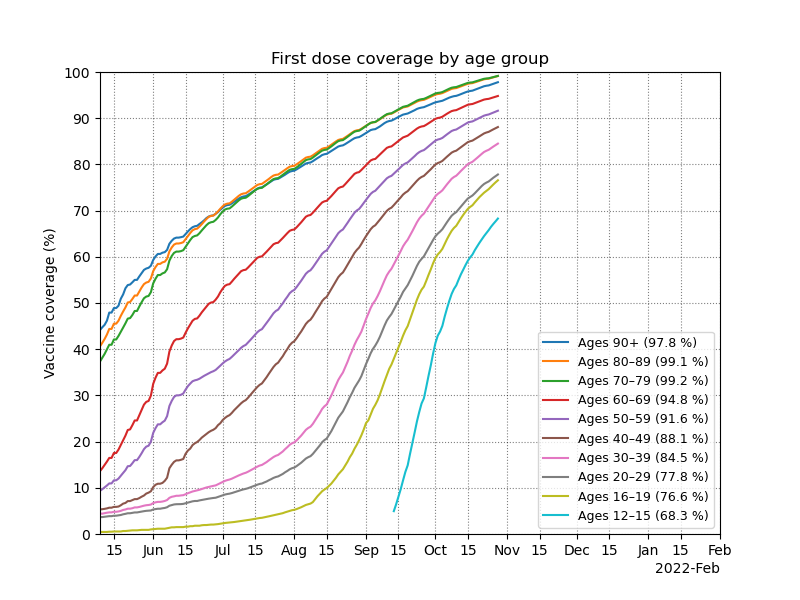 First dose coverage by age group
Vaccine coverage (%)
100
90
80
70
60
50
40
30
20
10
0
Ages 90+ (97.8 %)
Ages 80–89 (99.1 %)
Ages 70–79 (99.2 %)
Ages 60–69 (94.8 %)
Ages 50–59 (91.6 %)
Ages 40–49 (88.1 %)
Ages 30–39 (84.5 %)
Ages 20–29 (77.8 %)
Ages 16–19 (76.6 %)
Ages 12–15 (68.3 %)
15 Jun 15 Jul 15 Aug 15 Sep 15 Oct 15 Nov 15 Dec 15 Jan 15 Feb
2022-Feb